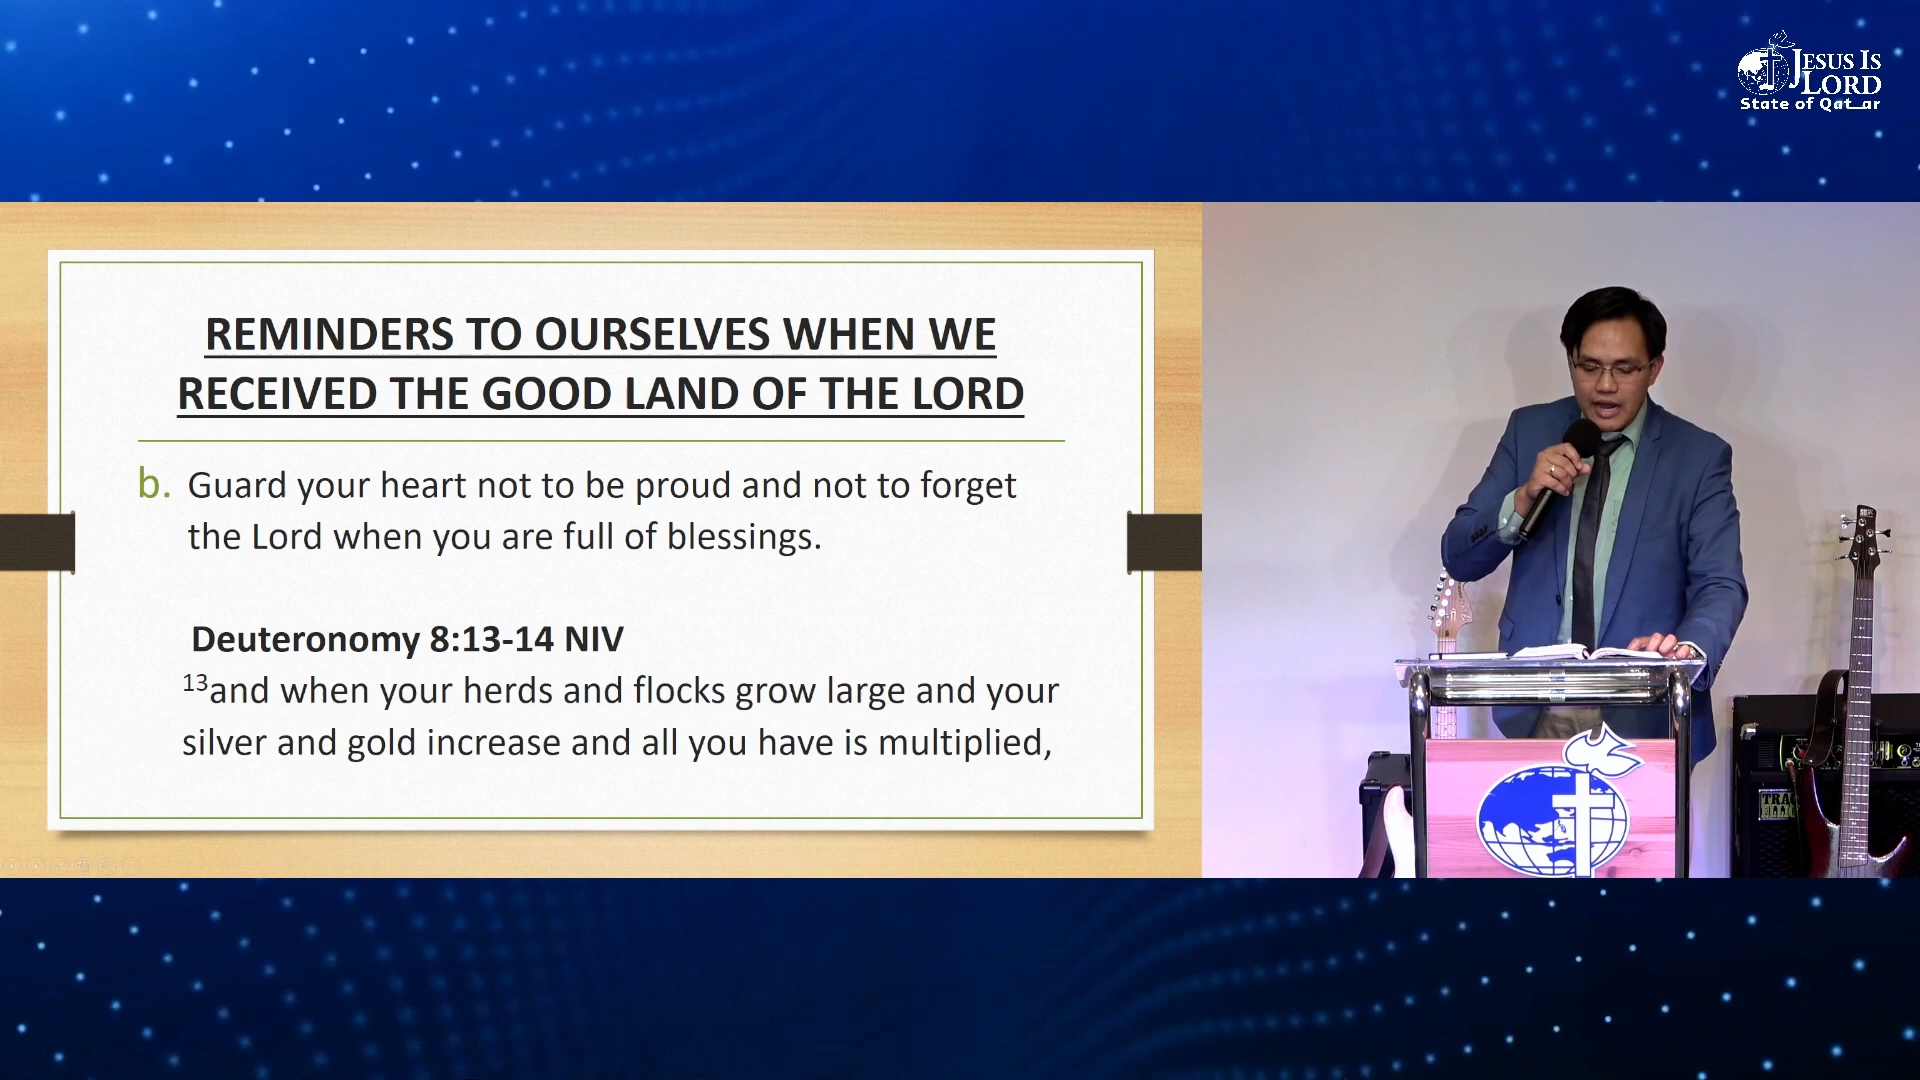 JESUS IS
LORD
State of Qatar
REMINDERS TO OURSELVES WHEN WE
RECEIVED THE GOOD LAND OF THE LORD
b. Guard your heart not to be proud and not to forget
the Lord when you are full of blessings.
Deuteronomy 8:13-14 NIV
13and when your herds and flocks grow large and your
silver and gold increase and all you have is multiplied,